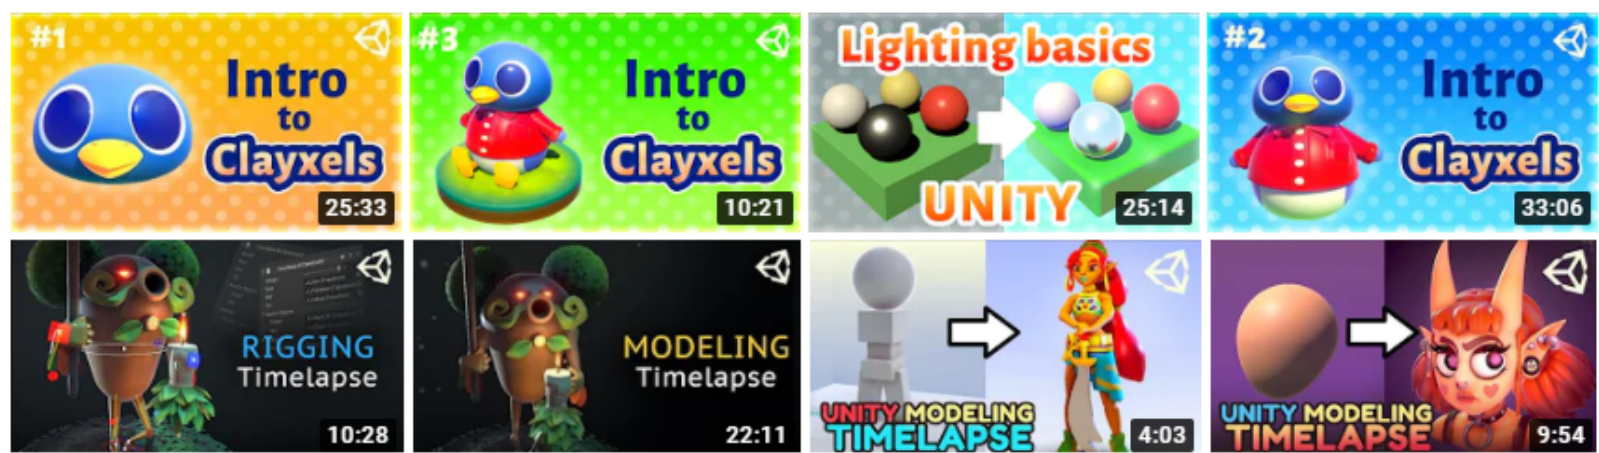 #1
Intro
to
Clayxels
25:33
#3
Intro
to
Clayxels
10:21
Lighting basics
UNITY
25:14
#2
Intro
to
Clayxels
33:06
RIGGING
Timelapse
10:28
MODELING
Timelapse
22:11
UNITY MODELING
TIMELAPSE
4:03
UNITY MODELING
TIMELAPSE
9:54